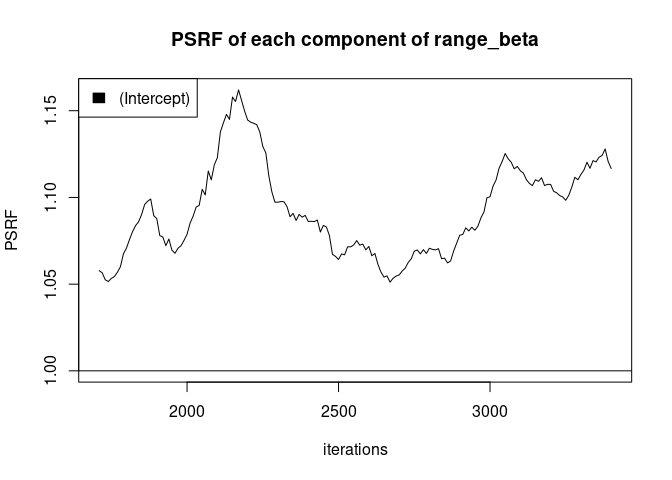 PSRF of each component of range_beta
(Intercept)
PSRF
1.15
1.10
1.05
1.00
2000 2500 3000
iterations